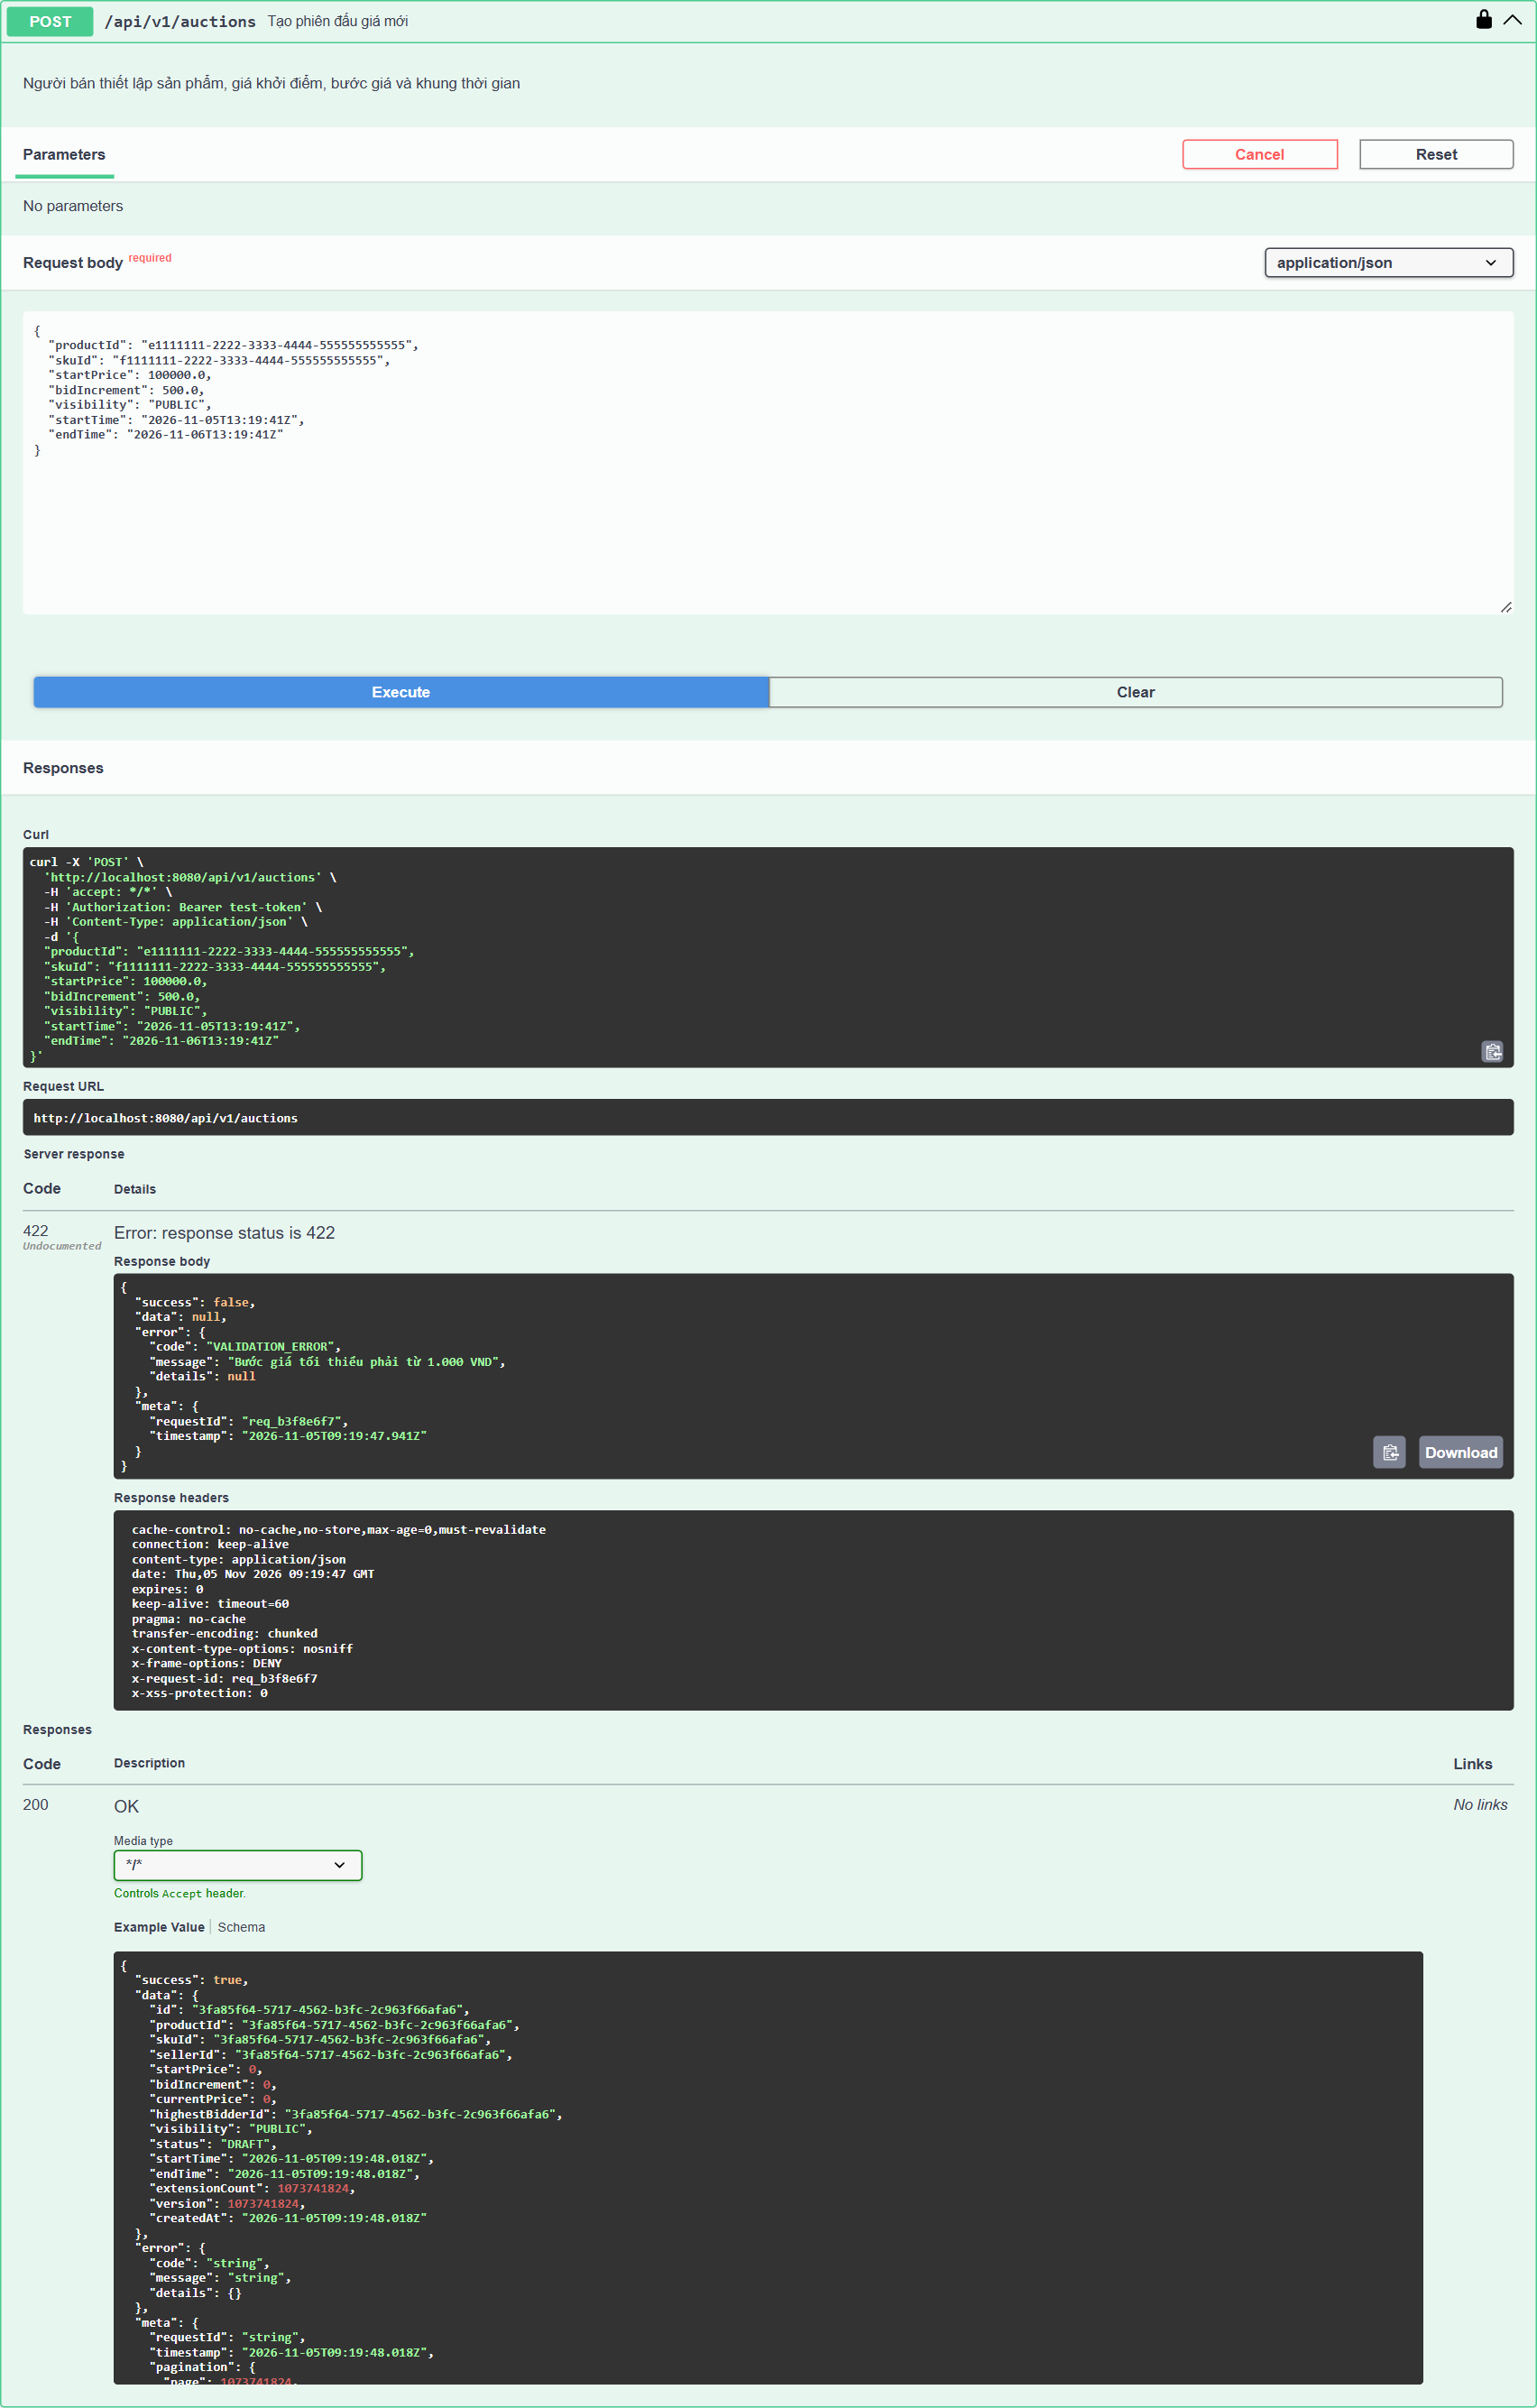 POST /api/v1/auctions Tạo phiên đấu giá mới
Người bán thiết lập sản phẩm, giá khởi điểm, bước giá và khung thời gian
Parameters
Cancel
Reset
No parameters
Request body required
application/json
{
  "productId": "e1111111-2222-3333-4444-555555555555",
  "skuId": "f1111111-2222-3333-4444-555555555555",
  "startPrice": 100000.0,
  "bidIncrement": 500.0,
  "visibility": "PUBLIC",
  "startTime": "2026-11-05T13:19:41Z",
  "endTime": "2026-11-06T13:19:41Z"
}
Execute
Clear
Responses
Curl
curl -X 'POST' \
  'http://localhost:8080/api/v1/auctions' \
  -H 'accept: */*' \
  -H 'Authorization: Bearer test-token' \
  -H 'Content-Type: application/json' \
  -d '{
  "productId": "e1111111-2222-3333-4444-555555555555",
  "skuId": "f1111111-2222-3333-4444-555555555555",
  "startPrice": 100000.0,
  "bidIncrement": 500.0,
  "visibility": "PUBLIC",
  "startTime": "2026-11-05T13:19:41Z",
  "endTime": "2026-11-06T13:19:41Z"
}'
Request URL
http://localhost:8080/api/v1/auctions
Server response
Code Details
422 Error: response status is 422
Undocumented
Response body
{
  "success": false,
  "data": null,
  "error": {
    "code": "VALIDATION_ERROR",
    "message": "Bước giá tối thiểu phải từ 1.000 VND",
    "details": null
  },
  "meta": {
    "requestId": "req_b3f8e6f7",
    "timestamp": "2026-11-05T09:19:47.941Z"
  }
}
Download
Response headers
cache-control: no-cache,no-store,max-age=0,must-revalidate
connection: keep-alive
content-type: application/json
date: Thu,05 Nov 2026 09:19:47 GMT
expires: 0
keep-alive: timeout=60
pragma: no-cache
transfer-encoding: chunked
x-content-type-options: nosniff
x-frame-options: DENY
x-request-id: req_b3f8e6f7
x-xss-protection: 0
Responses
Code Description Links
200 OK No links
Media type
*/*
Controls Accept header.
Example Value Schema
{
  "success": true,
  "data": {
    "id": "3fa85f64-5717-4562-b3fc-2c963f66afa6",
    "productId": "3fa85f64-5717-4562-b3fc-2c963f66afa6",
    "skuId": "3fa85f64-5717-4562-b3fc-2c963f66afa6",
    "sellerId": "3fa85f64-5717-4562-b3fc-2c963f66afa6",
    "startPrice": 0,
    "bidIncrement": 0,
    "currentPrice": 0,
    "highestBidderId": "3fa85f64-5717-4562-b3fc-2c963f66afa6",
    "visibility": "PUBLIC",
    "status": "DRAFT",
    "startTime": "2026-11-05T09:19:48.018Z",
    "endTime": "2026-11-05T09:19:48.018Z",
    "extensionCount": 1073741824,
    "version": 1073741824,
    "createdAt": "2026-11-05T09:19:48.018Z"
  },
  "error": {
    "code": "string",
    "message": "string",
    "details": {}
  },
  "meta": {
    "requestId": "string",
    "timestamp": "2026-11-05T09:19:48.018Z",
    "pagination": {
      "page": 1073741824,